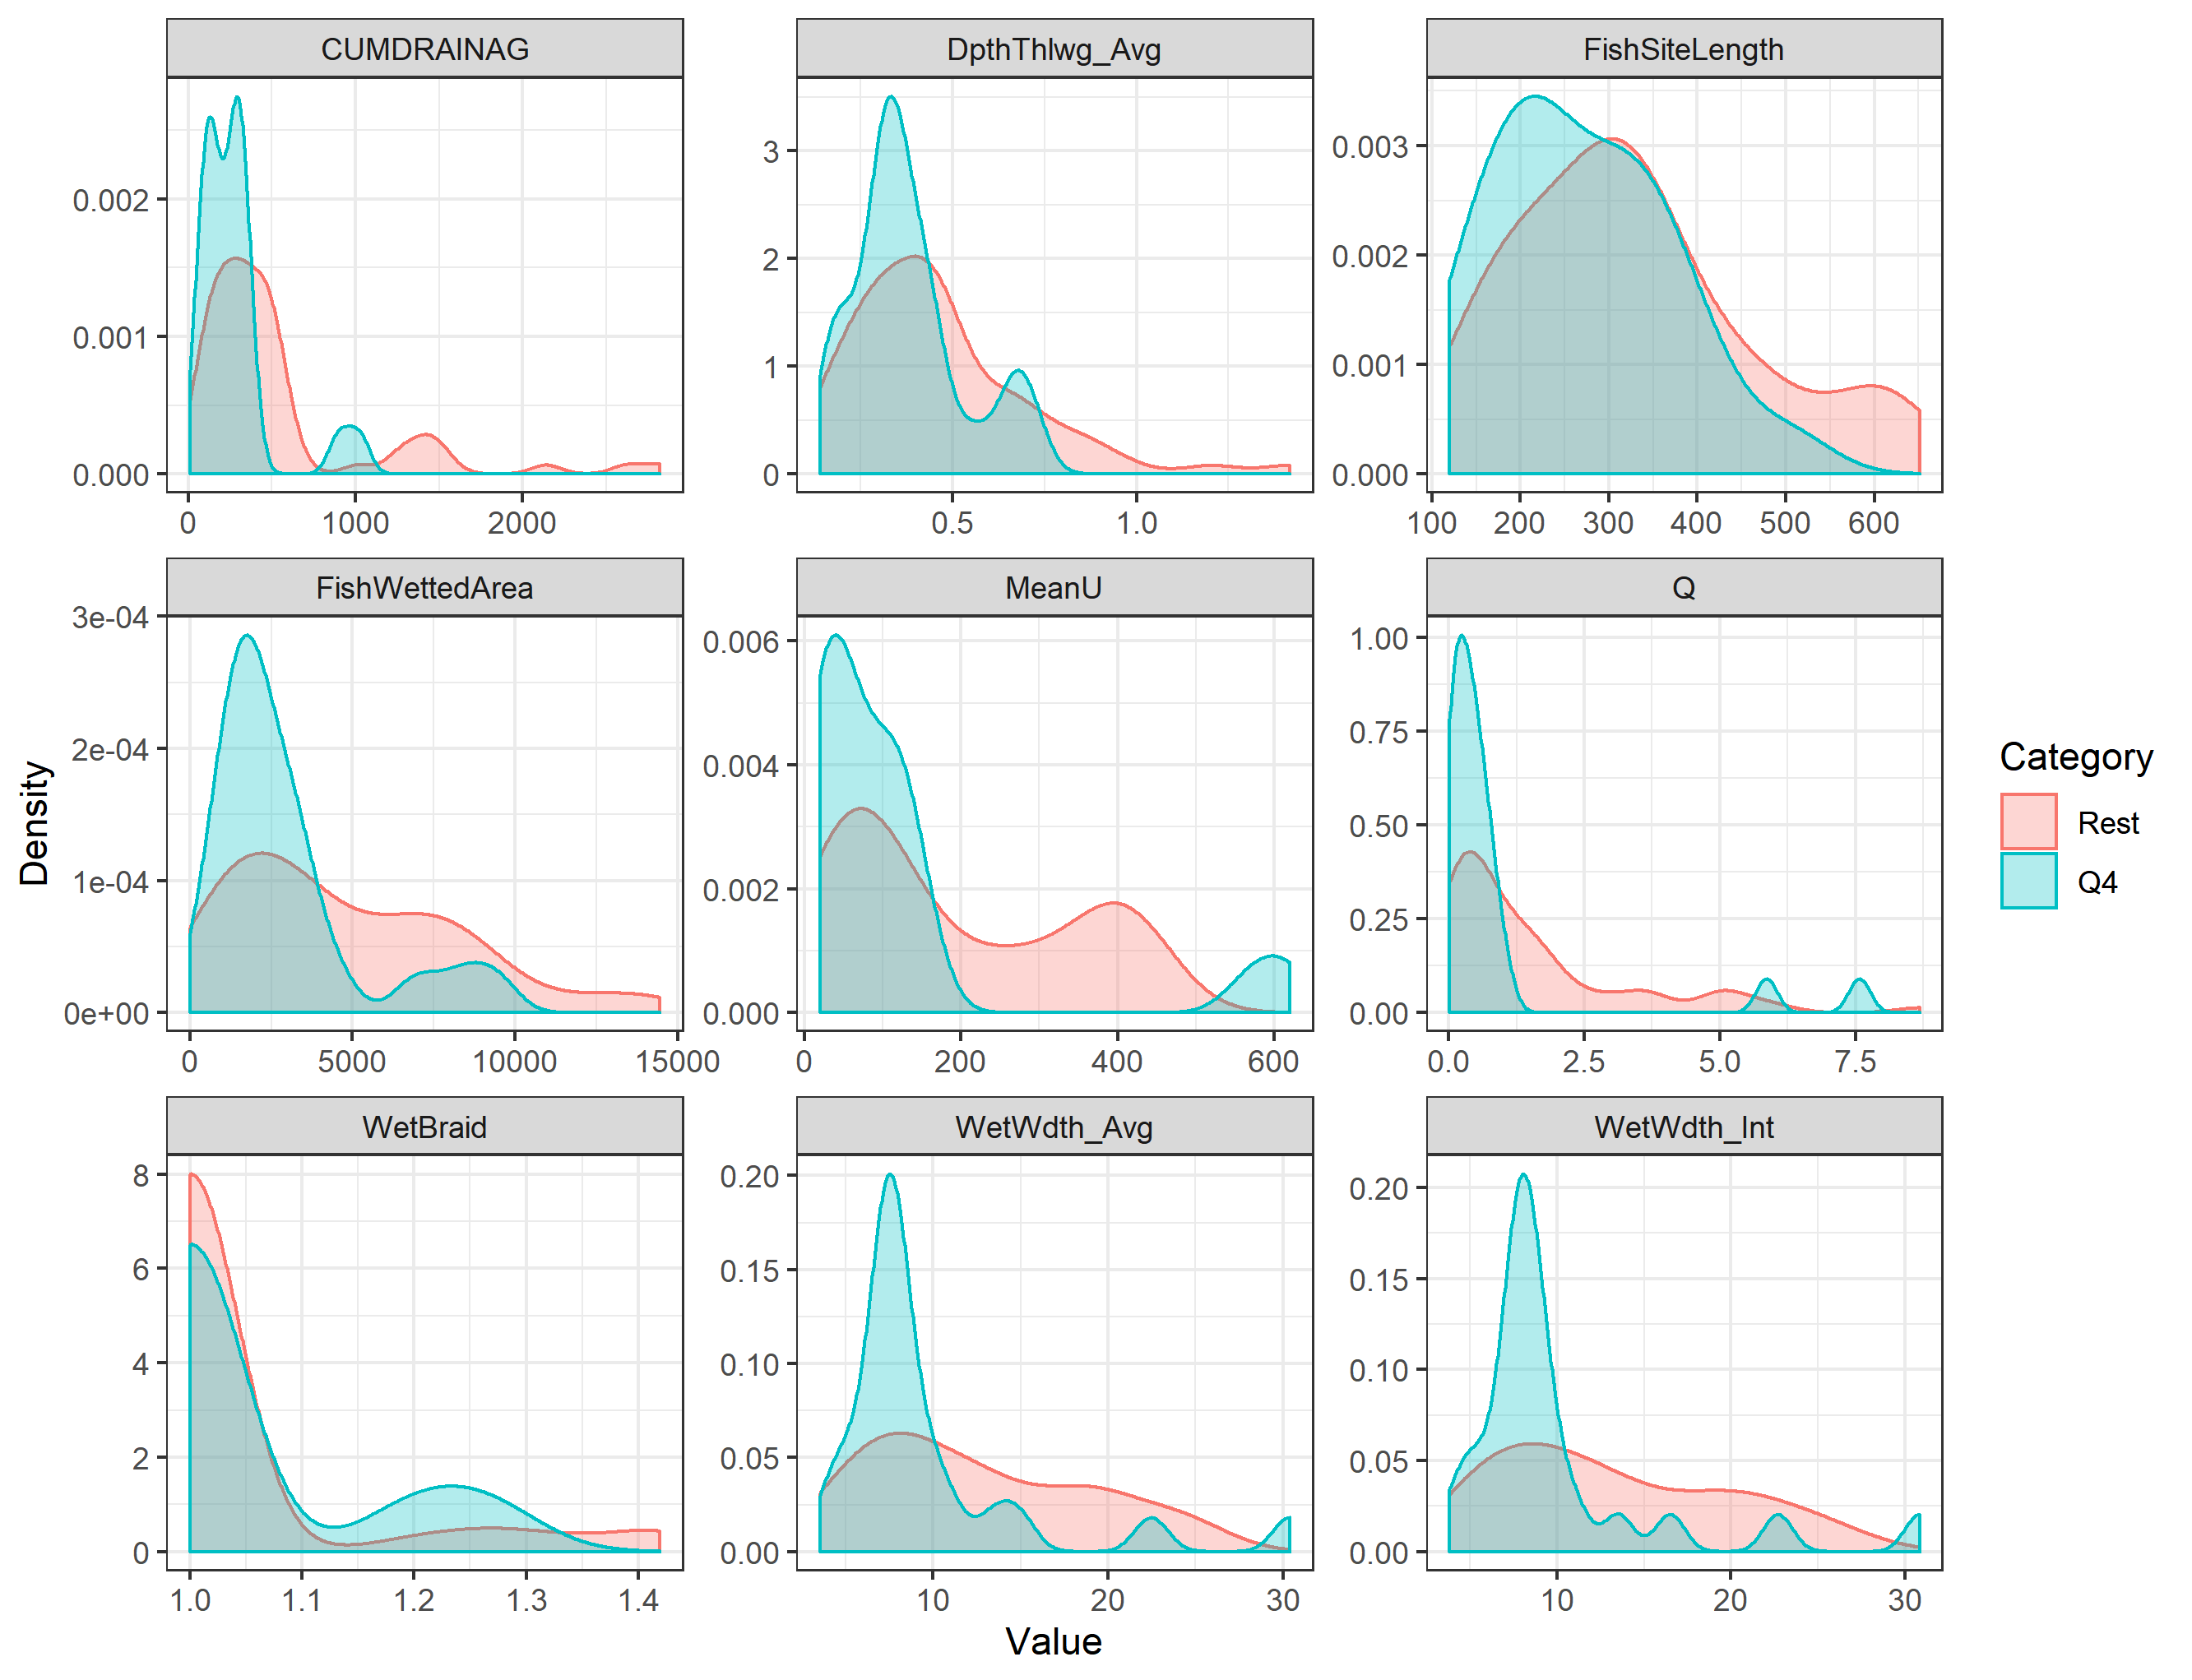 CUMDRAINAG DpthThlwg_Avg FishSiteLength
0.002
0.001
0.000
3
2
1
0
0.003
0.002
0.001
0.000
0 1000 2000
0.5 1.0
100 200 300 400 500 600
FishWettedArea MeanU Q
3e-04
2e-04
1e-04
0e+00
0.006
0.004
0.002
0.000
1.00
0.75
0.50
0.25
0.00
0 5000 10000 15000
0 200 400 600
0.0 2.5 5.0 7.5
WetBraid WetWdth_Avg WetWdth_Int
8
6
4
2
0
0.20
0.15
0.10
0.05
0.00
0.20
0.15
0.10
0.05
0.00
1.0 1.1 1.2 1.3 1.4
10 20 30
10 20 30
Density
Value
Category
Rest
Q4